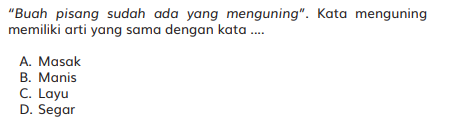 “Buah pisang sudah ada yang menguning”. Kata menguning
memiliki arti yang sama dengan kata ....
A. Masak
B. Manis
C. Layu
D. Segar